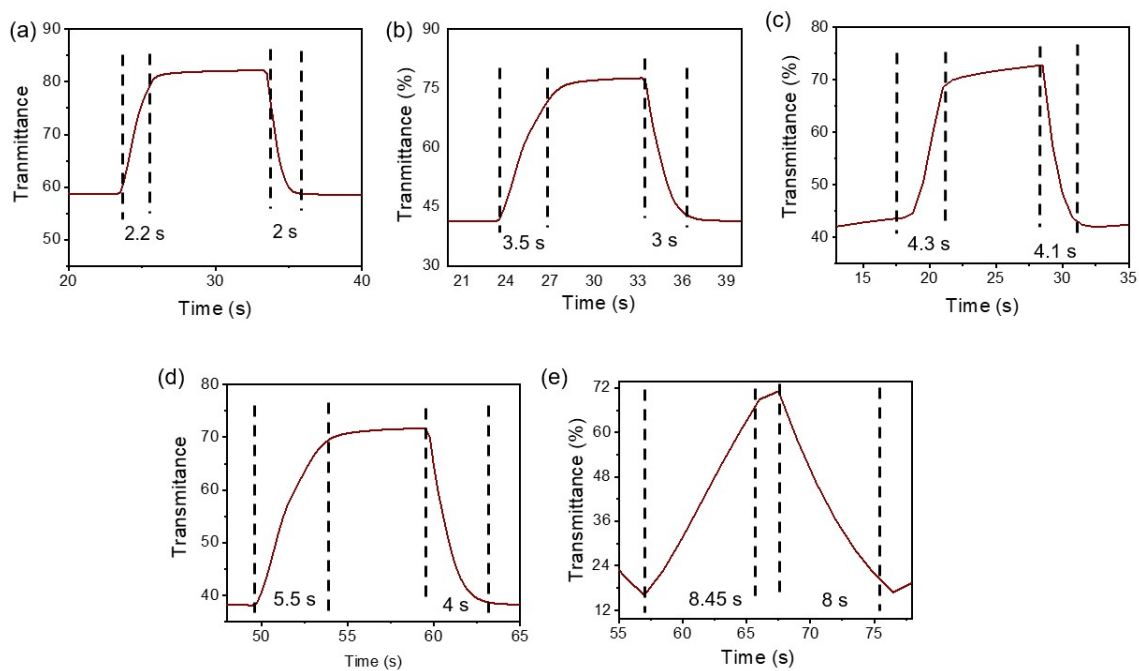 (a)
Tranmittance
90
80
70
60
50
2.2 s
2 s
20
25
30
35
40
Time (s)
(b)
Tranmittance (%)
90
75
60
45
30
3.5 s
3 s
21
24
27
30
33
36
39
Time (s)
(c)
Transmittance (%)
80
70
60
50
40
4.3 s
4.1 s
15
20
25
30
35
Time (s)
(d)
Transmitance
80
70
60
50
40
5.5 s
4 s
50
55
60
65
Time (s)
(e)
Transmittance (%)
72
60
48
36
24
12
8.45 s
8 s
55
60
65
70
75
Time (s)